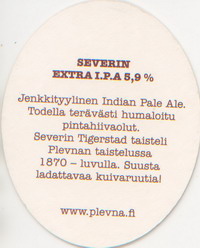 SEVERIN
EXTRA I.P.A 5,9 %
Jenkkityylinen Indian Pale Ale.
Todella terävästi humaloitu
pintahiivaolut.
Severin Tigerstad taisteli
Plevnan taistelussa
1870 – luvulla. Suusta
ladattavaa kuivaruutia!
www.plevna.fi